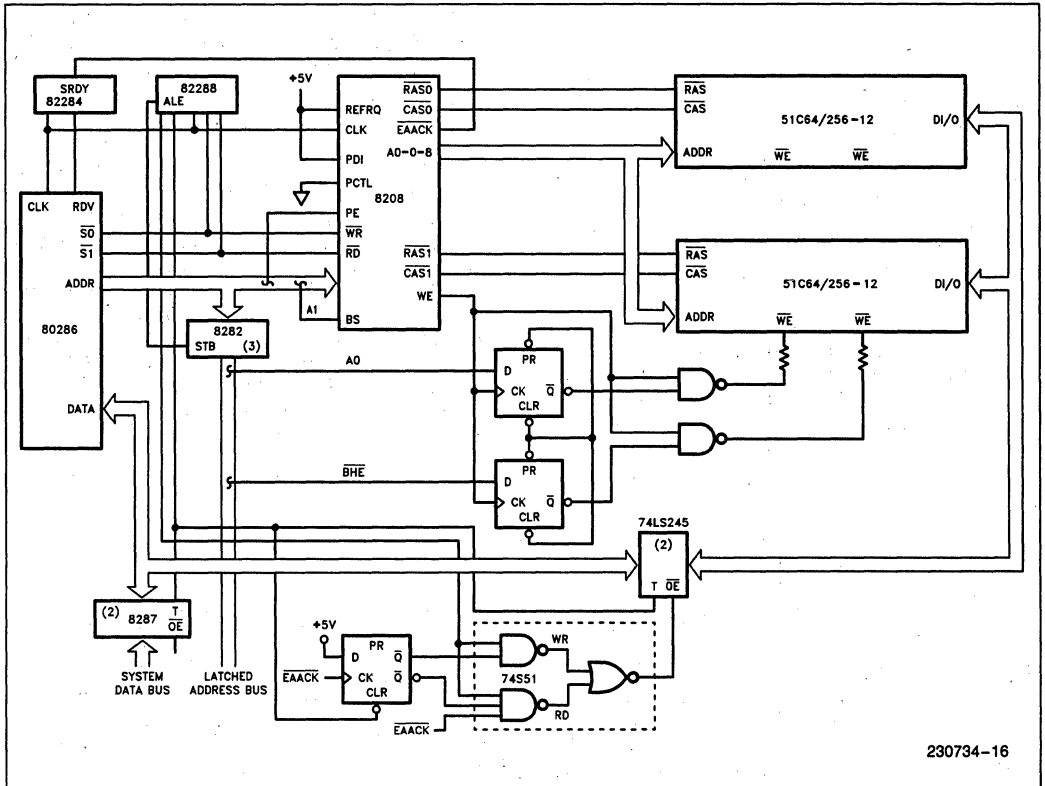 SRDY
82284
82288
ALE
+5V
REFRQ
CLK
PDI
PCTL
8208
PE
WR
RD
BS
RAS0
CAS0
EAACK
A0-0-8
RAS1
CAS1
WE
RAS
CAS
51C64/256-12
DI/O
ADDR
WE
WE
RAS
CAS
51C64/256-12
DI/O
ADDR
WE
WE
CLK
RDV
S0
S1
ADDR
80286
DATA
A1
8282
STB
(3)
A0
PR
D
CK
Q
CLR
BHE
PR
D
CK
Q
CLR
74LS245
(2)
T
OE
(2)
8287
T
OE
SYSTEM
DATA BUS
LATCHED
ADDRESS BUS
+5V
PR
D
Q
EAACK
CK
Q
CLR
WR
74S51
RD
EAACK
230734-16